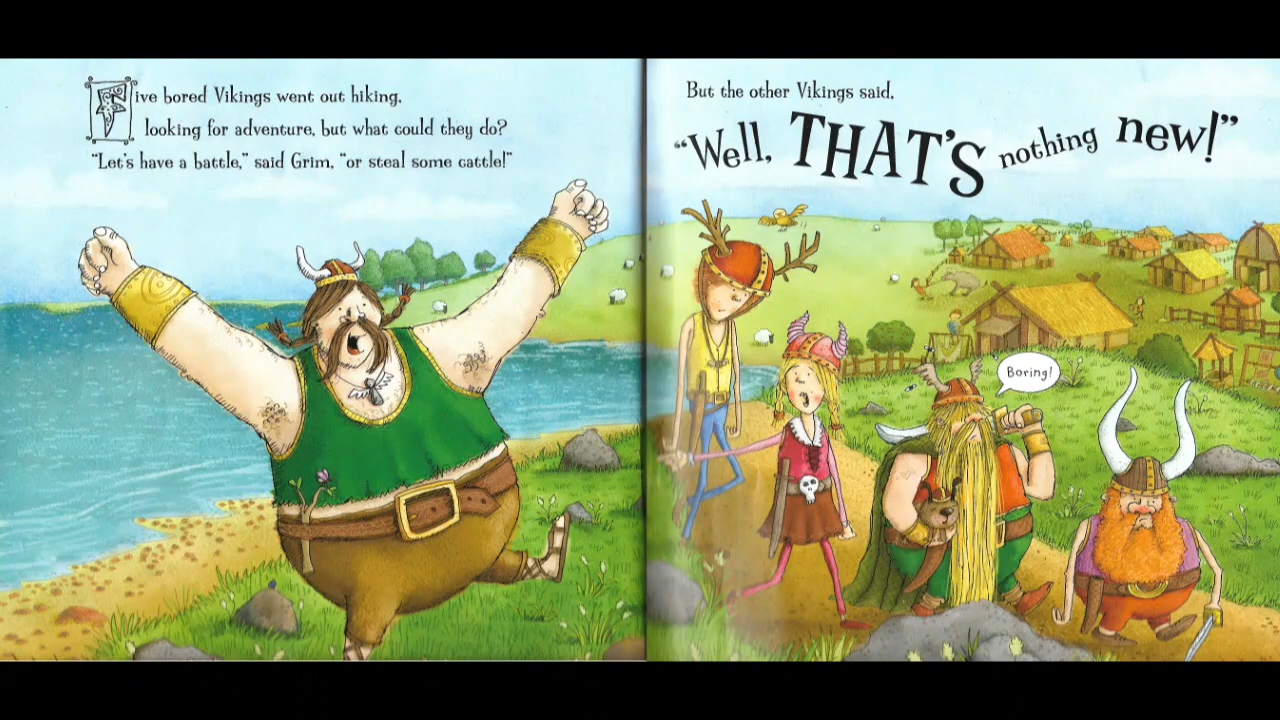 Five bored Vikings went out hiking,
looking for adventure, but what could they do?
“Let's have a battle,” said Grim, “or steal some cattle!”
But the other Vikings said,
“Well, THAT'S nothing new!”
Boring!